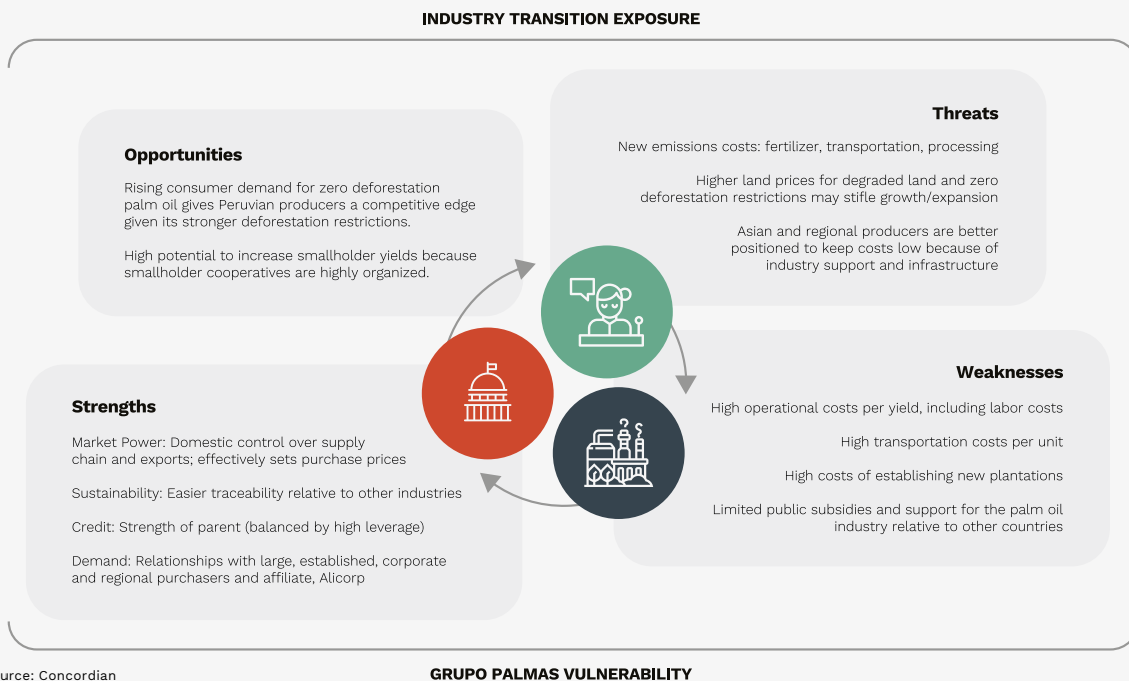 INDUSTRY TRANSITION EXPOSURE
Opportunities
Rising consumer demand for zero deforestation
palm oil gives Peruvian producers a competitive edge
given its stronger deforestation restrictions.
High potential to increase smallholder yields because
smallholder cooperatives are highly organized.
Threats
New emissions costs: fertilizer, transportation, processing
Higher land prices for degraded land and zero
deforestation restrictions may stifle growth/expansion
Asian and regional producers are better
positioned to keep costs low because of
industry support and infrastructure
Strengths
Market Power: Domestic control over supply
chain and exports; effectively sets purchase prices
Sustainability: Easier traceability relative to other industries
Credit: Strength of parent (balanced by high leverage)
Demand: Relationships with large, established, corporate
and regional purchasers and affiliate, Alicorp
Weaknesses
High operational costs per yield, including labor costs
High transportation costs per unit
High costs of establishing new plantations
Limited public subsidies and support for the palm oil
industry relative to other countries
urce: Concordian
GRUPO PALMAS VULNERABILITY